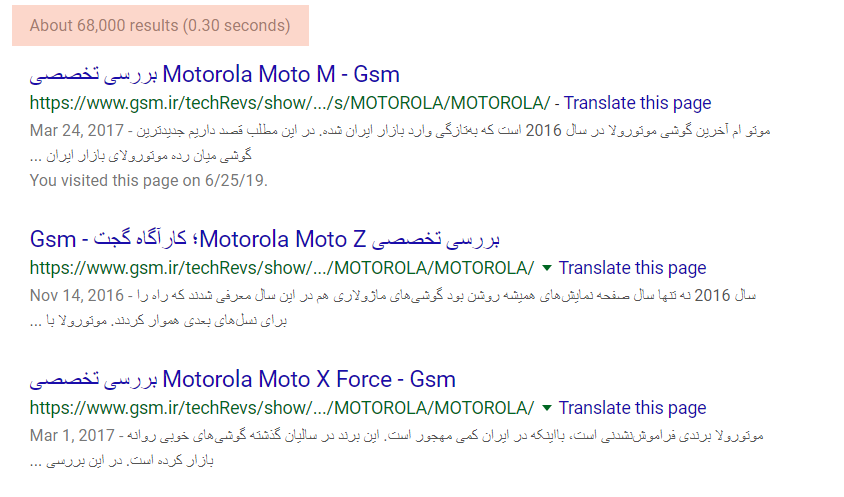 About 68,000 results (0.30 seconds)
بررسی تخصصی Motorola Moto M - Gsm
https://www.gsm.ir/techRevs/show/.../s/MOTOROLA/MOTOROLA/ - Translate this page
Mar 24, 2017 - موتو ام آخرین گوشی موتورولا در سال 2016 است که به‌تازگی وارد بازار ایران شده. در این مطلب قصد داریم جدیدترین
گوشی میان رده موتورولای بازار ایران ...
You visited this page on 6/25/19.
بررسی تخصصی Motorola Moto Z؛ کارآگاه گجت - Gsm
https://www.gsm.ir/techRevs/show/.../MOTOROLA/MOTOROLA/ ▼ Translate this page
Nov 14, 2016 - سال 2016 نه تنها سال صفحه نمایش‌های همیشه روشن بود گوشی‌های ماژولاری هم در این سال معرفی شدند که راه را
برای نسل‌های بعدی هموار کردند. موتورولا با ...
بررسی تخصصی Motorola Moto X Force - Gsm
https://www.gsm.ir/techRevs/show/.../MOTOROLA/MOTOROLA/ ▼ Translate this page
Mar 1, 2017 - موتورولا برندی فراموش‌نشدنی است، بااینکه در ایران کمی مهجور است. این برند در سالیان گذشته گوشی‌های خوبی روانه
بازار کرده است. در این بررسی ...